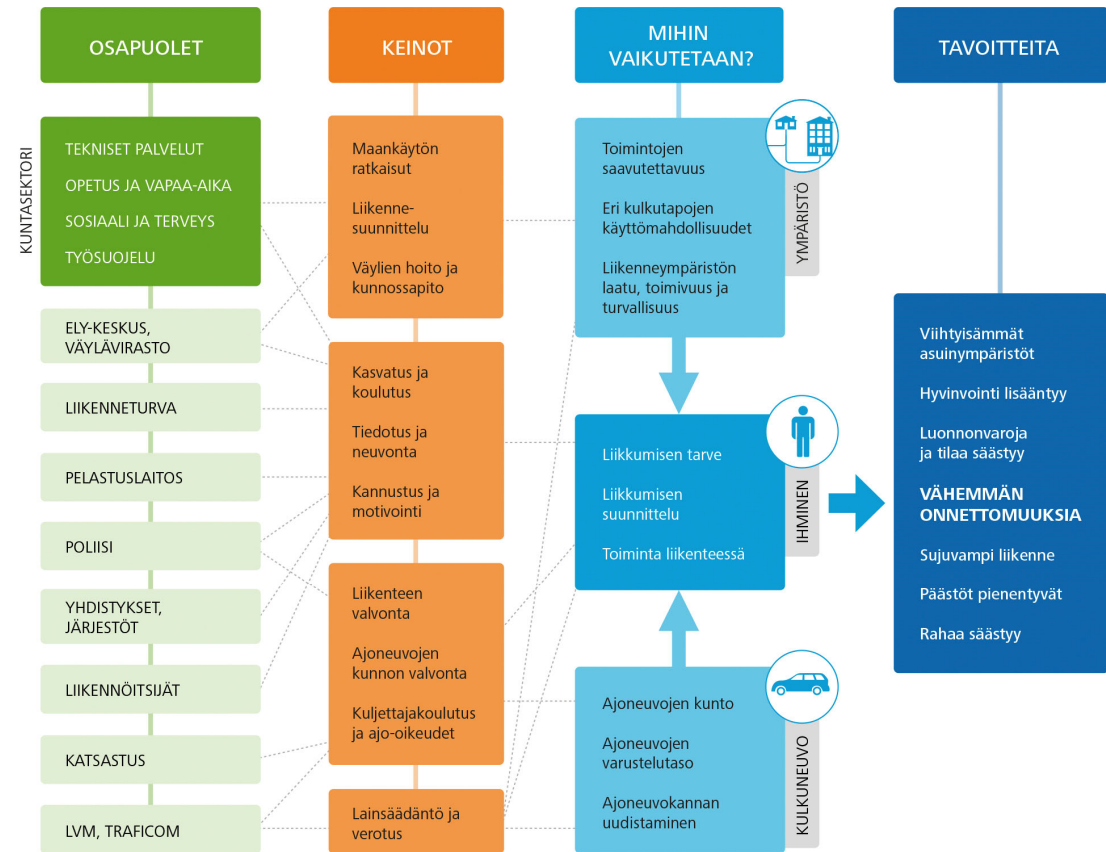 OSAPUOLET
KEINOT
MIHIN
VAIKUTETAAN?
TAVOITTEITA
KUNTASEKTORI
TEKNISET PALVELUT
OPETUS JA VAPAA-AIKA
SOSIAALI JA TERVEYS
TYÖSUOJELU
ELY-KESKUS,
VÄYLÄVIRASTO
LIIKENNETURVA
PELASTUSLAITOS
POLIISI
YHDISTYKSET,
JÄRJESTÖT
LIIKENNÖITSIJÄT
KATSASTUS
LVM, TRAFICOM
Maankäytön
ratkaisut
Liikenne-
suunnittelu
Väylien hoito ja
kunnossapito
Kasvatus ja
koulutus
Tiedotus ja
neuvonta
Kannustus ja
motivointi
Liikenteen
valvonta
Ajoneuvojen
kunnon valvonta
Kuljettajakoulutus
ja ajo-oikeudet
Lainsäädäntö ja
verotus
Toimintojen
saavutettavuus
Eri kulkutapojen
käyttömahdollisuudet
Liikenneympäristön
laatu, toimivuus ja
turvallisuus
YMPÄRISTÖ
Liikkumisen tarve
Liikkumisen
suunnittelu
Toiminta liikenteessä
IHMINEN
Ajoneuvojen kunto
Ajoneuvojen
varustelutaso
Ajoneuvokannan
uudistaminen
KULKUNEUVO
Viihtyisämmät
asuinympäristöt
Hyvinvointi lisääntyy
Luonnonvaroja
ja tilaa säästyy
VÄHEMMÄN
ONNETTOMUUKSIA
Sujuvampi liikenne
Päästöt pienentyvät
Rahaa säästyy